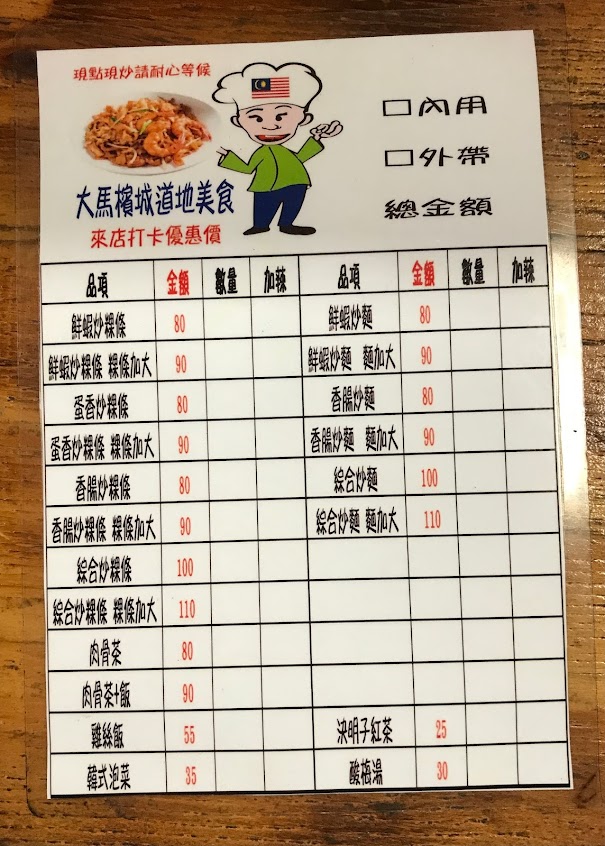 現點現炒請耐心等候
大馬檳城道地美食
來店打卡優惠價
□內用
□外帶
總金額
品項 金額 數量 加辣 品項 金額 數量 加辣
鮮蝦炒粿條 80 鮮蝦炒麵 80
鮮蝦炒粿條 粿條加大 90 鮮蝦炒麵 麵加大 90
蛋香炒粿條 80 香腸炒麵 80
蛋香炒粿條 粿條加大 90 香腸炒麵 麵加大 90
香腸炒粿條 80 綜合炒麵 100
香腸炒粿條 粿條加大 90 綜合炒麵 麵加大 110
綜合炒粿條 100
綜合炒粿條 粿條加大 110
肉骨茶 80
肉骨茶+飯 90
雞絲飯 55 決明子紅茶 25
韓式泡菜 35 酸梅湯 30